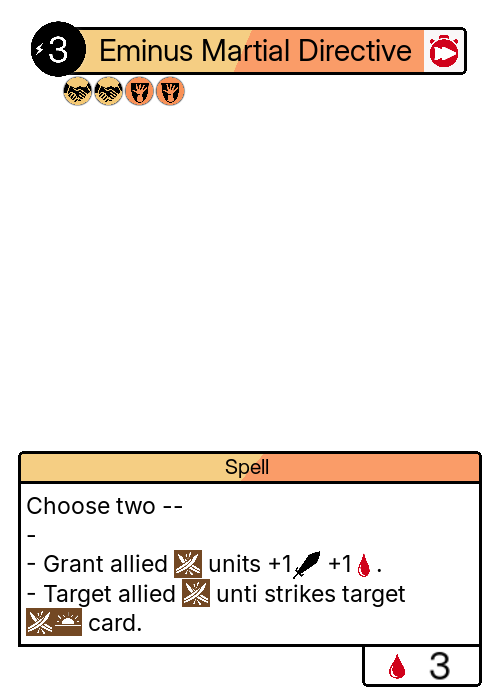 3 Eminus Martial Directive
Spell
Choose two --
-
- Grant allied units +1 +1 .
- Target allied unti strikes target
card.
3